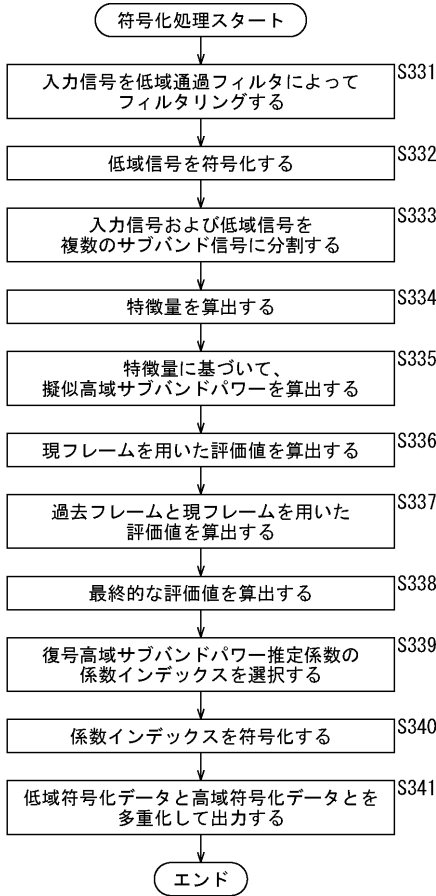 符号化処理スタート
S331
入力信号を低域通過フィルタによって
フィルタリングする
S332
低域信号を符号化する
S333
入力信号および低域信号を
複数のサブバンド信号に分割する
S334
特徴量を算出する
S335
特徴量に基づいて、
擬似高域サブバンドパワーを算出する
S336
現フレームを用いた評価値を算出する
S337
過去フレームと現フレームを用いた
評価値を算出する
S338
最終的な評価値を算出する
S339
復号高域サブバンドパワー推定係数の
係数インデックスを選択する
S340
係数インデックスを符号化する
S341
低域符号化データと高域符号化データとを
多重化して出力する
エンド